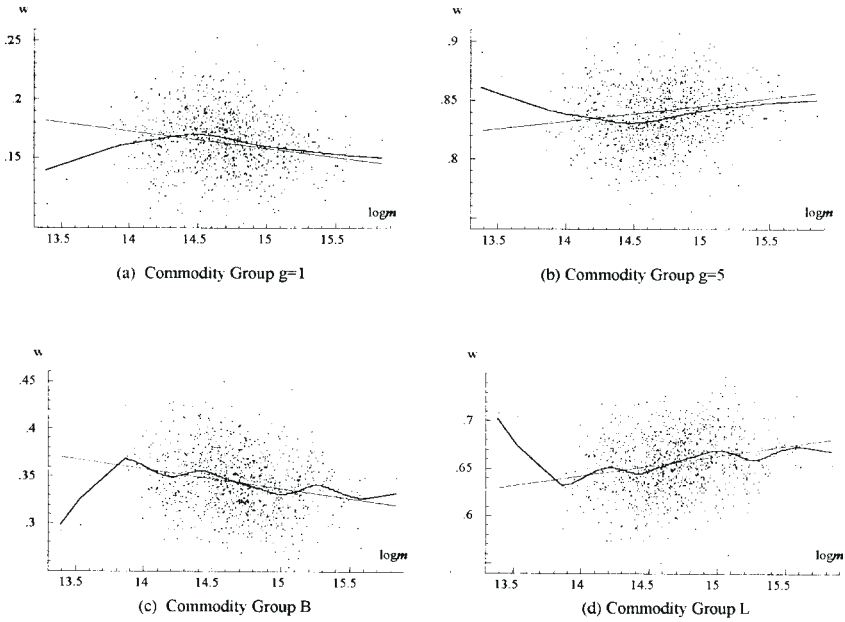 w
.25
.2
.15
logm
13.5 14 14.5 15 15.5
(a) Commodity Group g=1
w
.9
.85
.8
logm
13.5 14 14.5 15 15.5
(b) Commodity Group g=5
w
.45
.4
.35
.3
logm
13.5 14 14.5 15 15.5
(c) Commodity Group B
w
.7
.65
.6
logm
13.5 14 14.5 15 15.5
(d) Commodity Group L